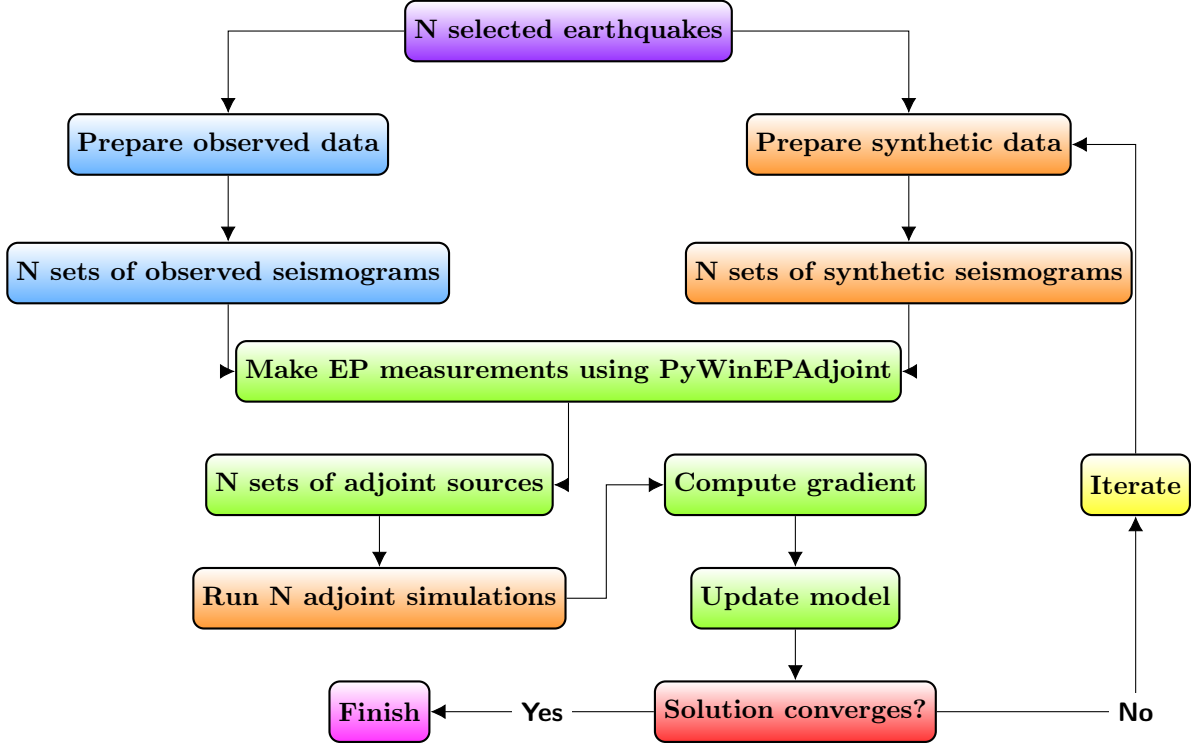 N selected earthquakes
Prepare observed data
Prepare synthetic data
N sets of observed seismograms
N sets of synthetic seismograms
Make EP measurements using PyWinEPAdjoint
N sets of adjoint sources
Compute gradient
Iterate
Run N adjoint simulations
Update model
Finish
Yes
Solution converges?
No